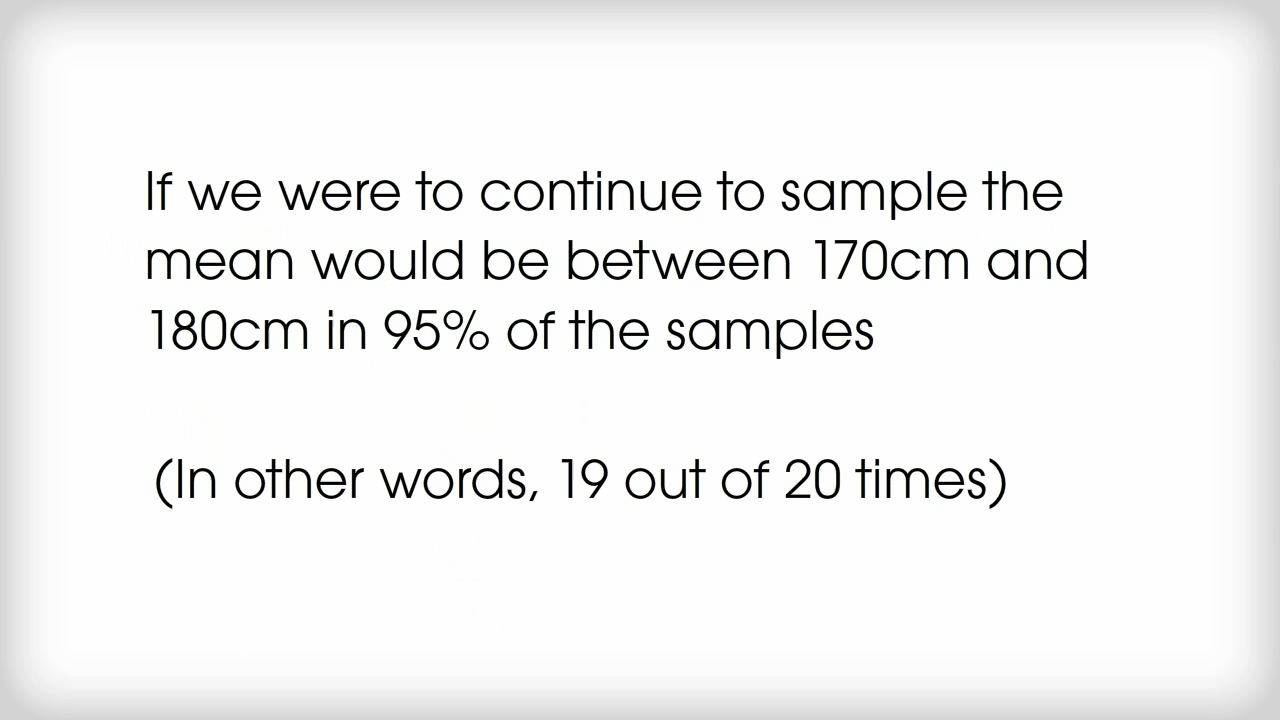 If we were to continue to sample the
mean would be between 170cm and
180cm in 95% of the samples
(In other words, 19 out of 20 times)